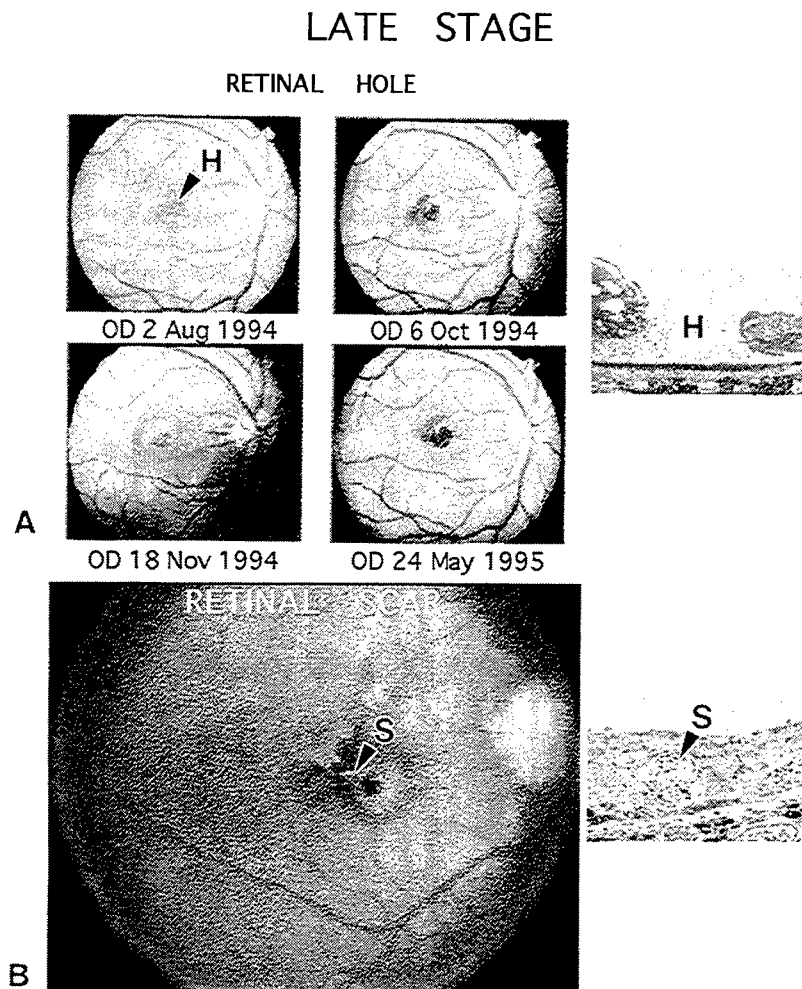 LATE STAGE
RETINAL HOLE
H
OD 2 Aug 1994
OD 6 Oct 1994
H
OD 18 Nov 1994
OD 24 May 1995
A
RETINAL SCAR
S
S
B